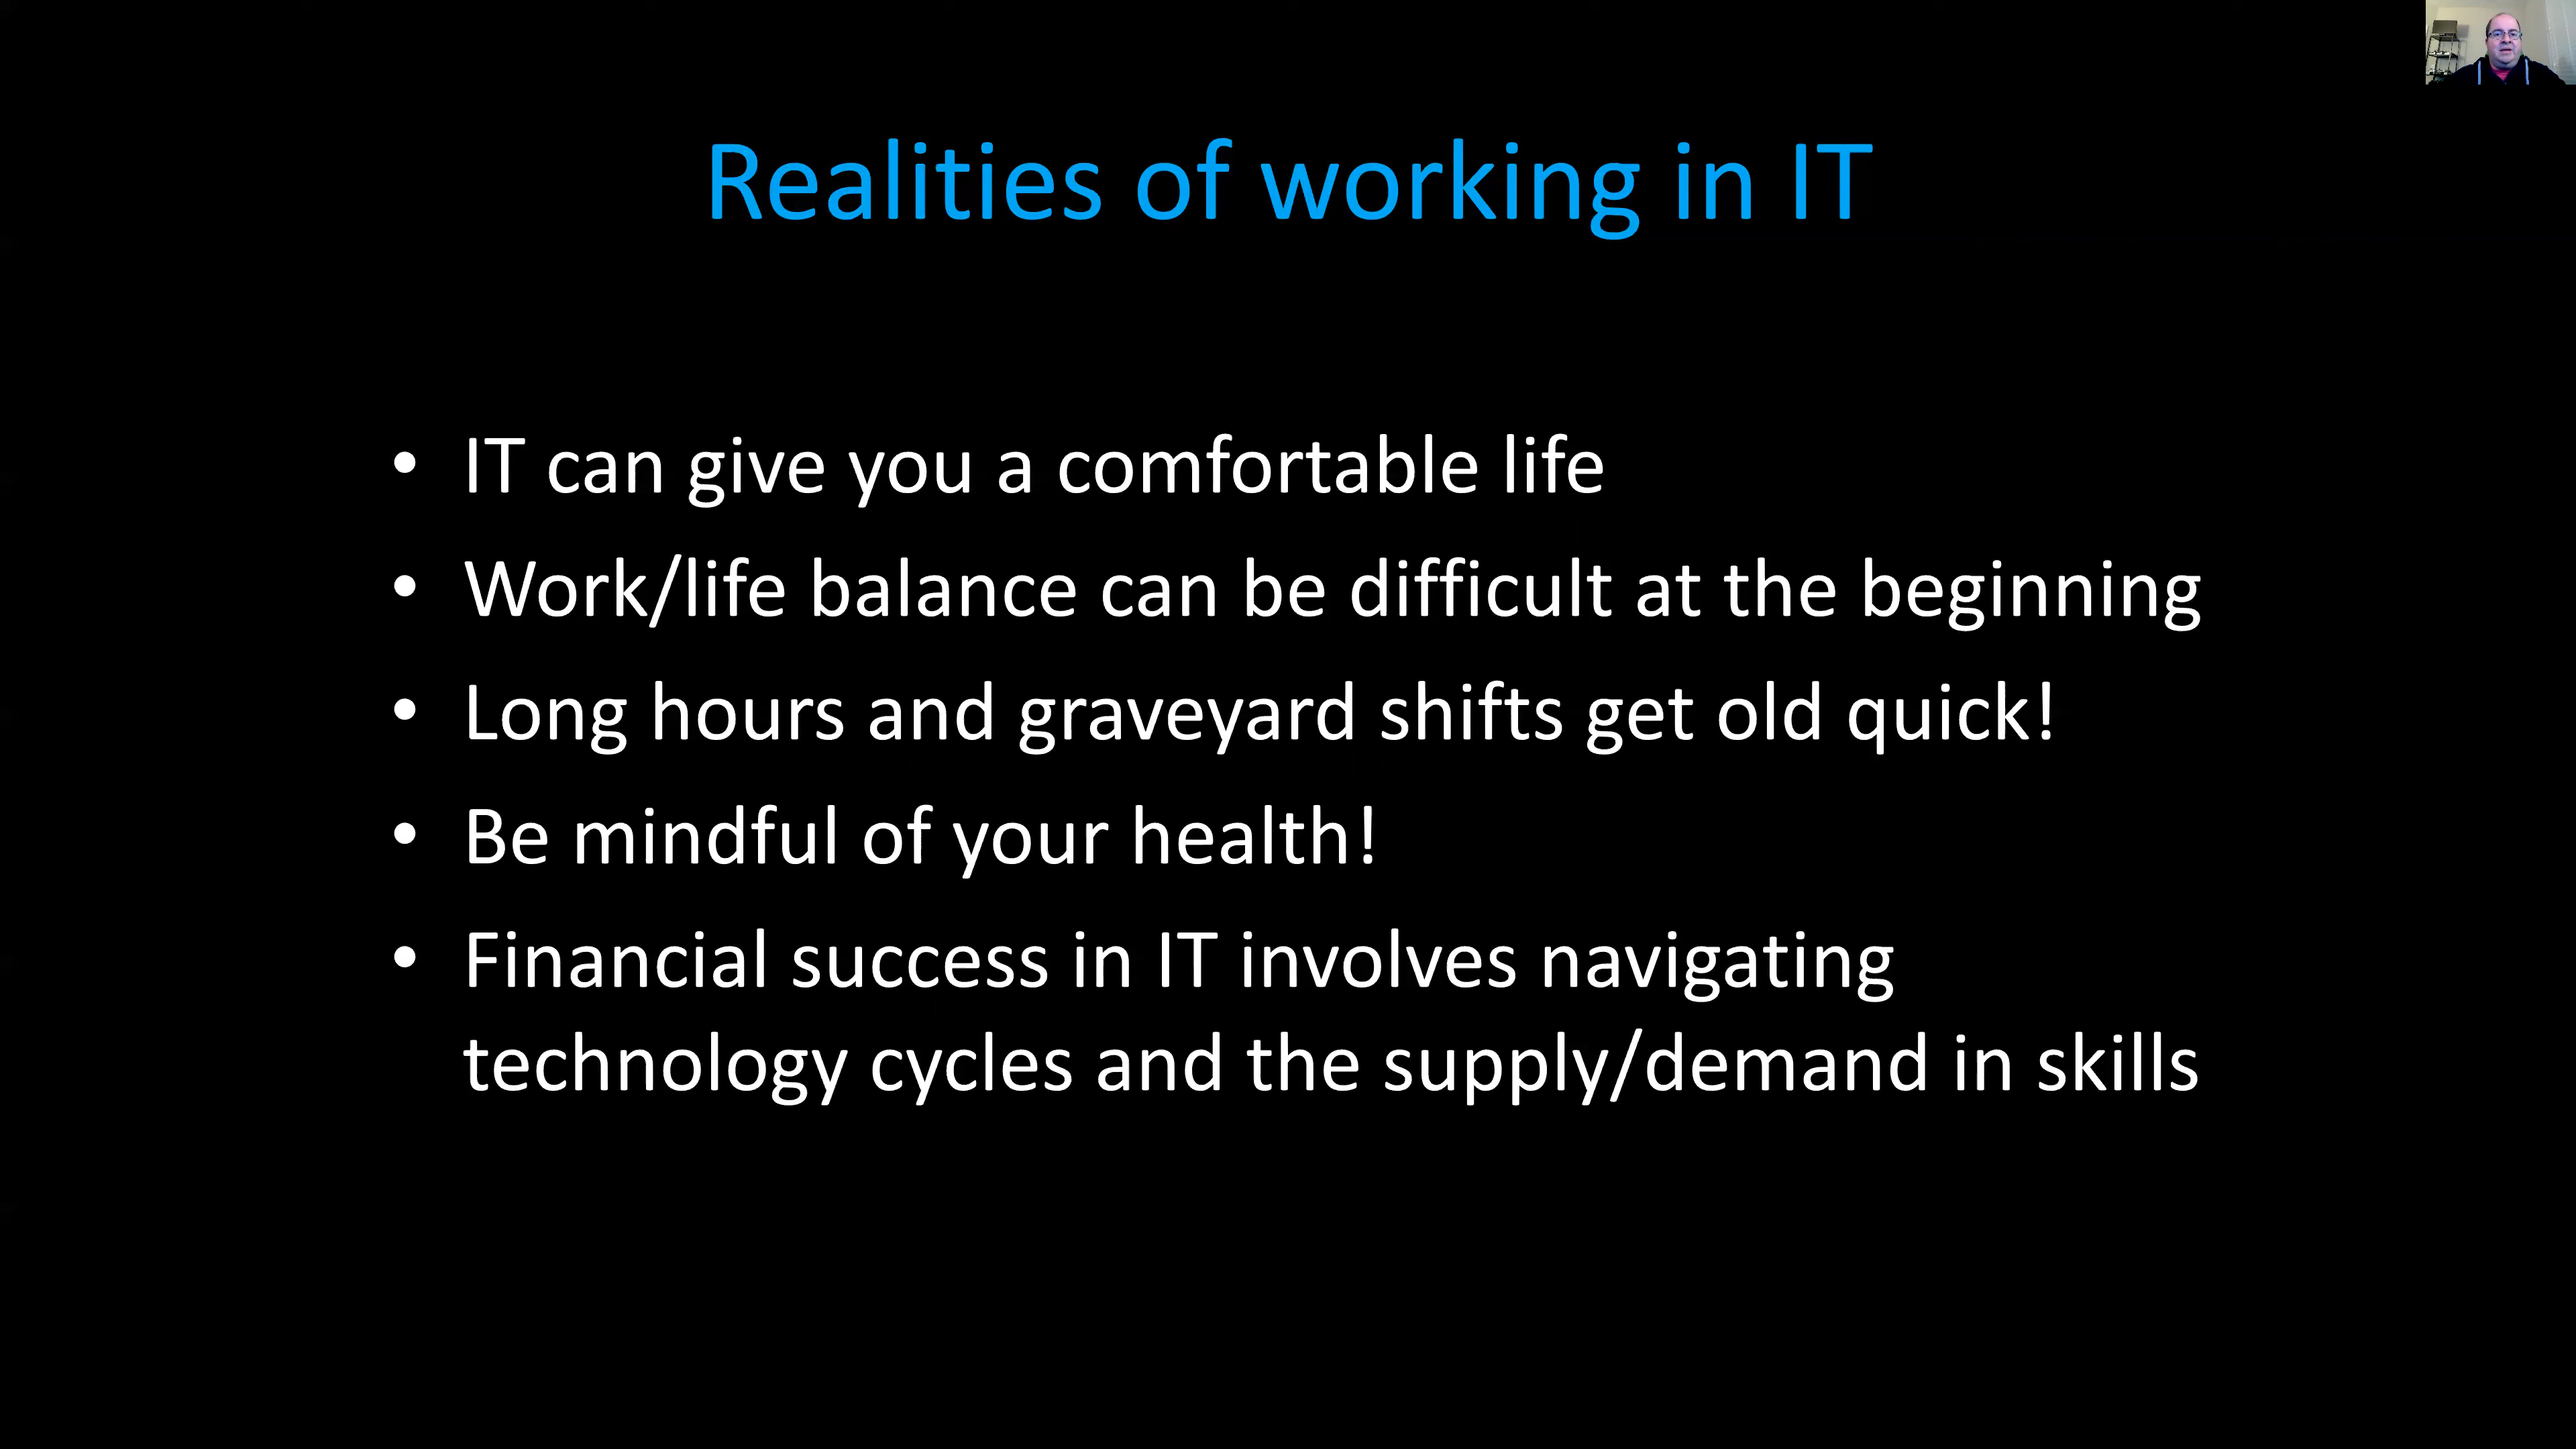 Realities of working in IT
• IT can give you a comfortable life
• Work/life balance can be difficult at the beginning
• Long hours and graveyard shifts get old quick!
• Be mindful of your health!
• Financial success in IT involves navigating
technology cycles and the supply/demand in skills